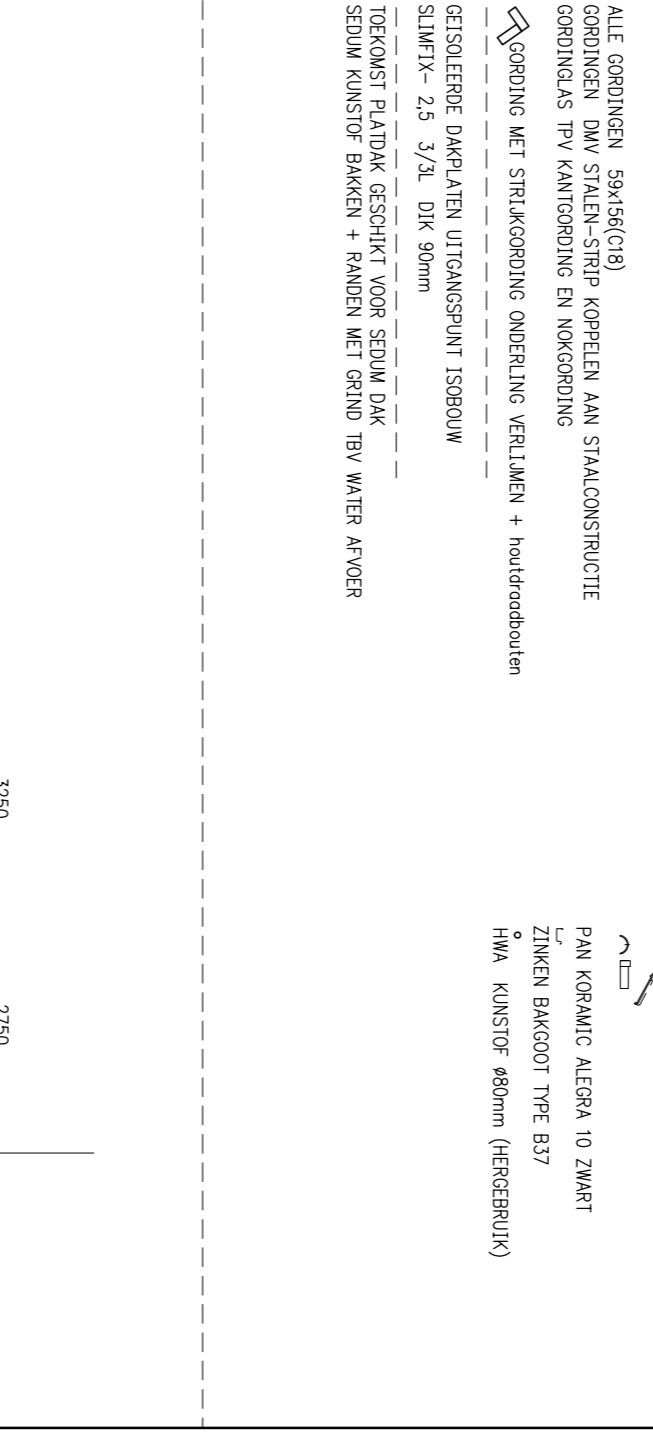 ALLE GORDINGEN 59x156(C18)
GORDINGEN DMV STALEN-STRIP KOPPELEN AAN STAALCONSTRUCTIE
GORDINGLAS TPV KANTGORDING EN NOKGORDING
GORDING MET STRIJKGORDING ONDERLING VERLIJMEN + houtdraadbouten
GEISOLEERDE DAKPLATEN UITGANGSPUNT ISOBOUW
SLIMFIX- 2,5 3/3L DIK 90mm
TOEKOMST PLATDAK GESCHIKT VOOR SEDUM DAK
SEDUM KUNSTOF BAKKEN + RANDEN MET GRIND TBV WATER AFVOER
PAN KORAMIC ALEGRA 10 ZWART
ZINKEN BAKGOOT TYPE B37
HWA KUNSTOF ø80mm (HERGEBRUIK)
3250
2750